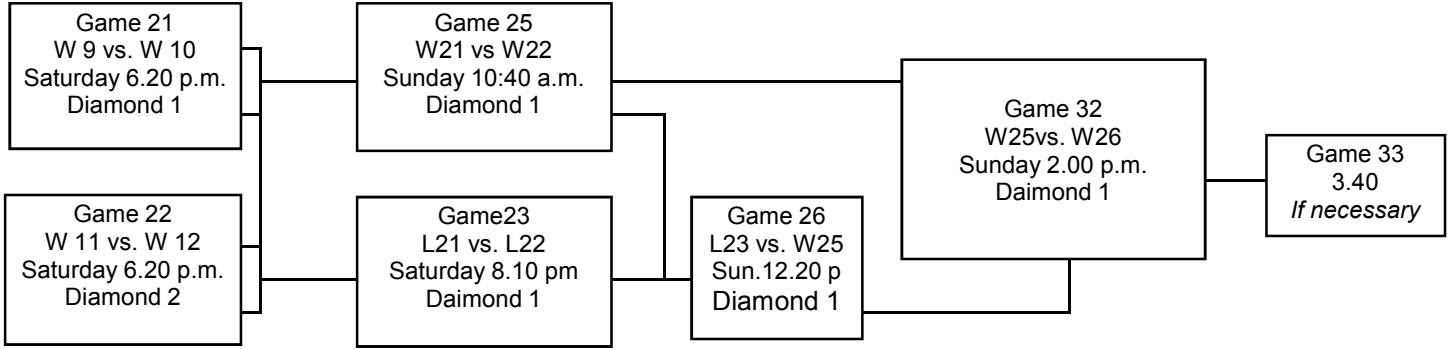 Game 21
W 9 vs. W 10
Saturday 6.20 p.m.
Diamond 1
Game 22
W 11 vs. W 12
Saturday 6.20 p.m.
Diamond 2
Game 25
W21 vs W22
Sunday 10:40 a.m.
Diamond 1
Game23
L21 vs. L22
Saturday 8.10 pm
Daimond 1
Game 26
L23 vs. W25
Sun.12.20 p
Diamond 1
Game 32
W25vs. W26
Sunday 2.00 p.m.
Daimond 1
Game 33
3.40
If necessary